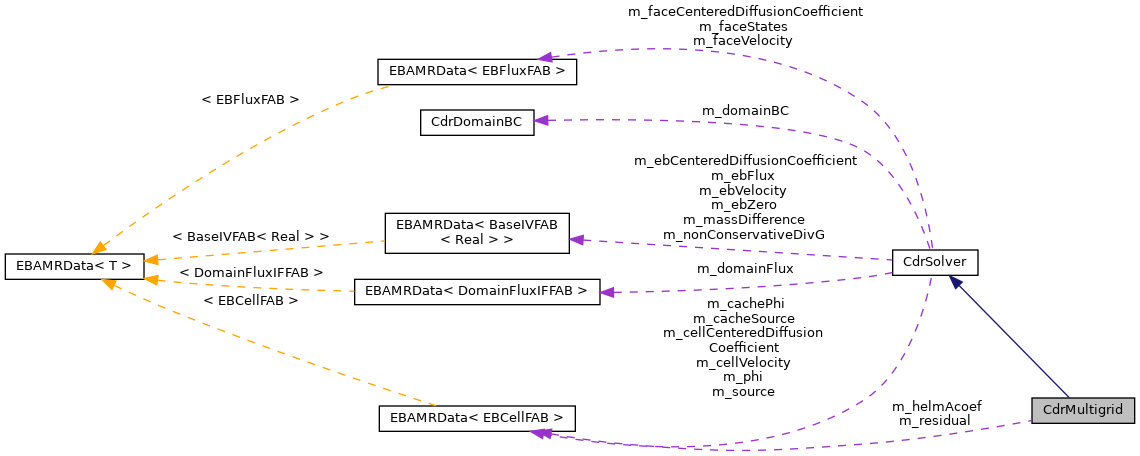 m_faceCenteredDiffusionCoefficient
m_faceStates
m_faceVelocity
EBAMRData< EBFluxFAB >
< EBFluxFAB >
m_domainBC
CdrDomainBC
m_ebCenteredDiffusionCoefficient
m_ebFlux
m_ebVelocity
m_ebZero
m_massDifference
m_nonConservativeDivG
EBAMRData< BaseIVFAB
< Real > >
< BaseIVFAB< Real > >
EBAMRData< T >
CdrSolver
< DomainFluxIFFAB >
m_domainFlux
EBAMRData< DomainFluxIFFAB >
< EBCellFAB >
m_cachePhi
m_cacheSource
m_cellCenteredDiffusion
Coefficient
m_cellVelocity
m_phi
m_source
EBAMRData< EBCellFAB >
m_helmAcoef
m_residual
CdrMultigrid